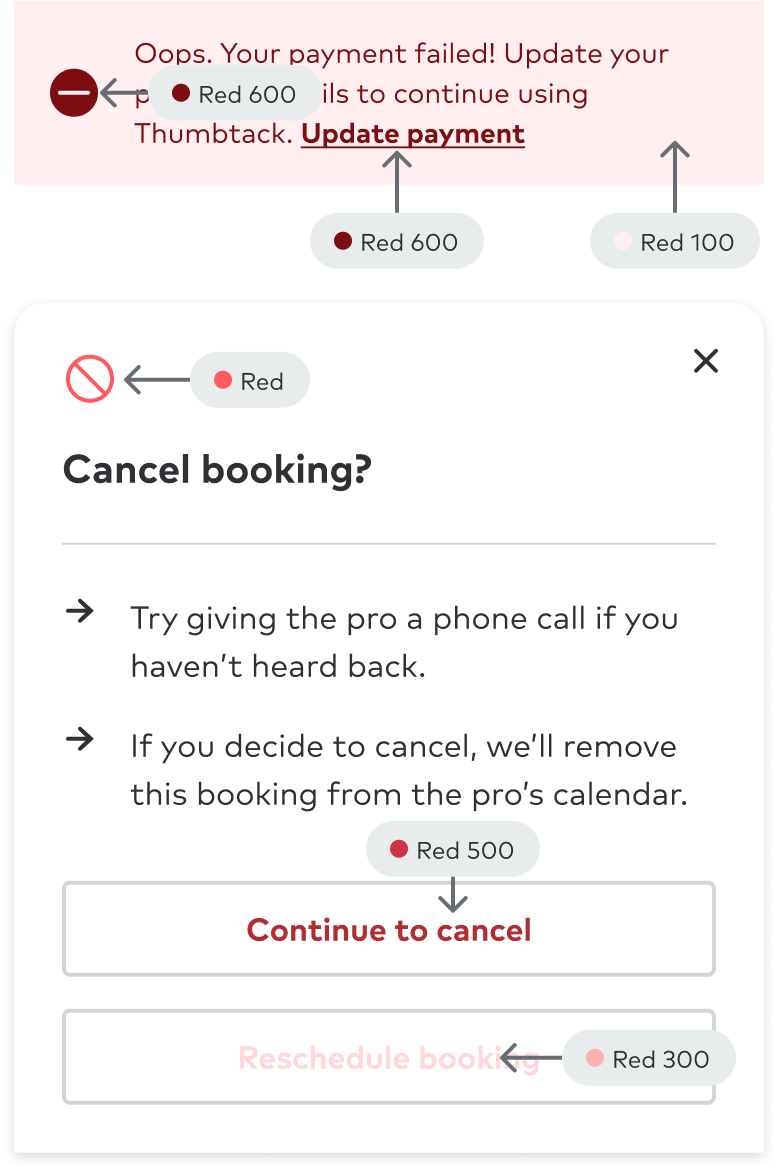 Oops. Your payment failed! Update your
Red 600
ils to continue using
Thumbtack. Update payment
Red 600
Red 100
Red
Cancel booking?
Try giving the pro a phone call if you
haven’t heard back.
If you decide to cancel, we’ll remove
this booking from the pro’s calendar.
Red 500
Continue to cancel
Reschedule booking
Red 300